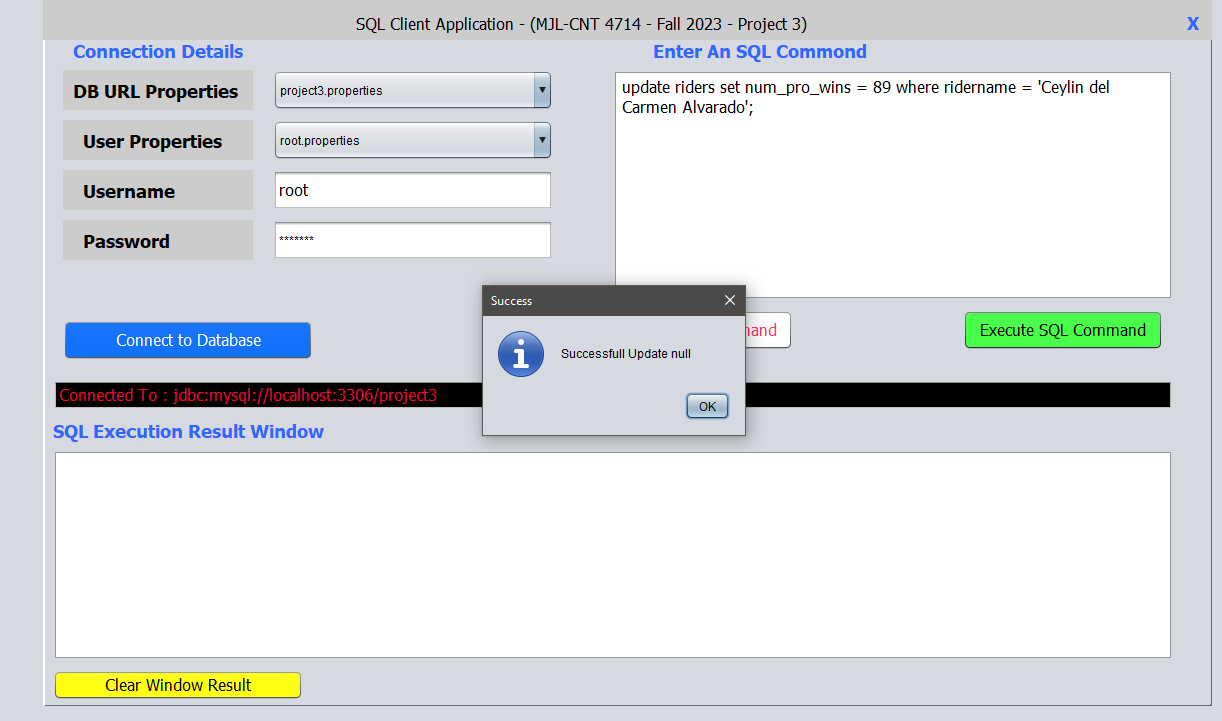 SQL Client Application - (MJL-CNT 4714 - Fall 2023 - Project 3)
X
Connection Details
Enter An SQL Commond
DB URL Properties
project3.properties
User Properties
root.properties
Username
root
Password
*******
update riders set num_pro_wins = 89 where ridername = 'Ceylin del
Carmen Alvarado';
Success
Successfull Update null
OK
Connect to Database
Execute SQL Command
Connected To : jdbc:mysql://localhost:3306/project3
SQL Execution Result Window
Clear Window Result